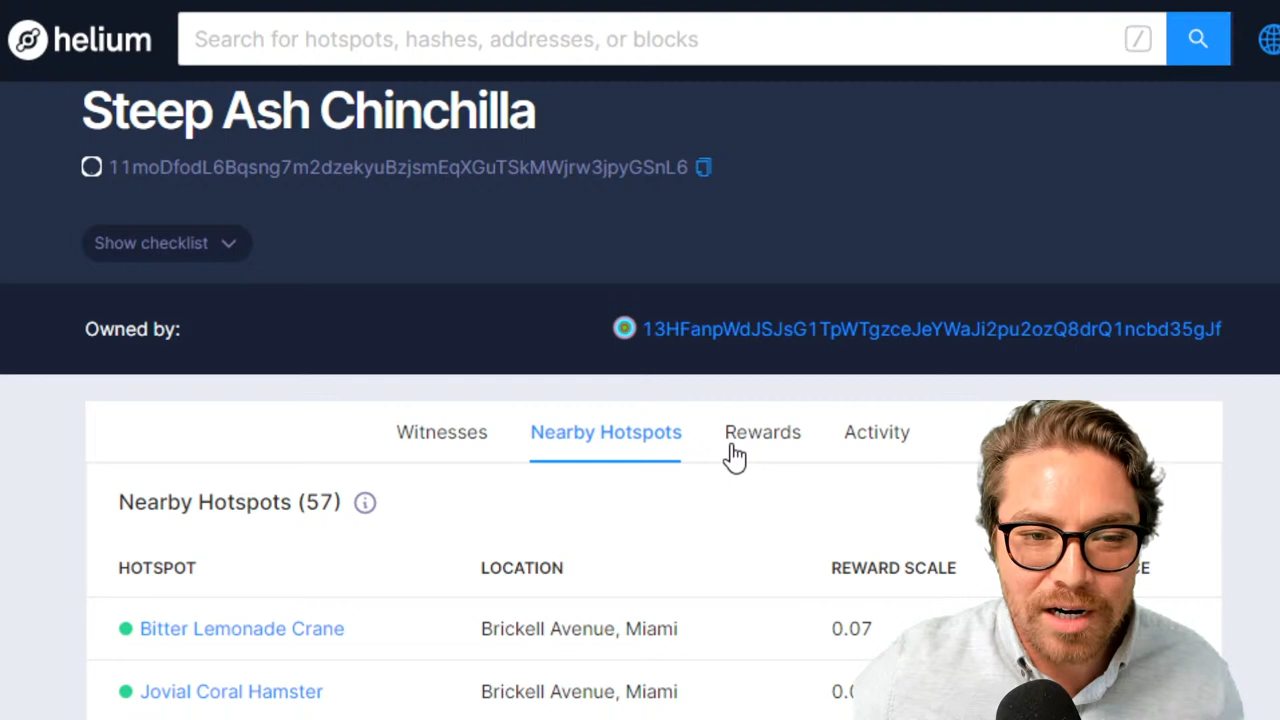 helium
Search for hotspots, hashes, addresses, or blocks
/
Steep Ash Chinchilla
11moDfodL6Bqsng7m2dzekyuBzjsmEqXGuTSkMWjrw3jpyGSnL6
Show checklist
Owned by:
13HFanpWdJSJsG1TpWTgzceJeYWaJi2pu2ozQ8drQ1ncbd35gJf
Witnesses Nearby Hotspots Rewards Activity
Nearby Hotspots (57)
HOTSPOT LOCATION REWARD SCALE
Bitter Lemonade Crane Brickell Avenue, Miami 0.07
Jovial Coral Hamster Brickell Avenue, Miami